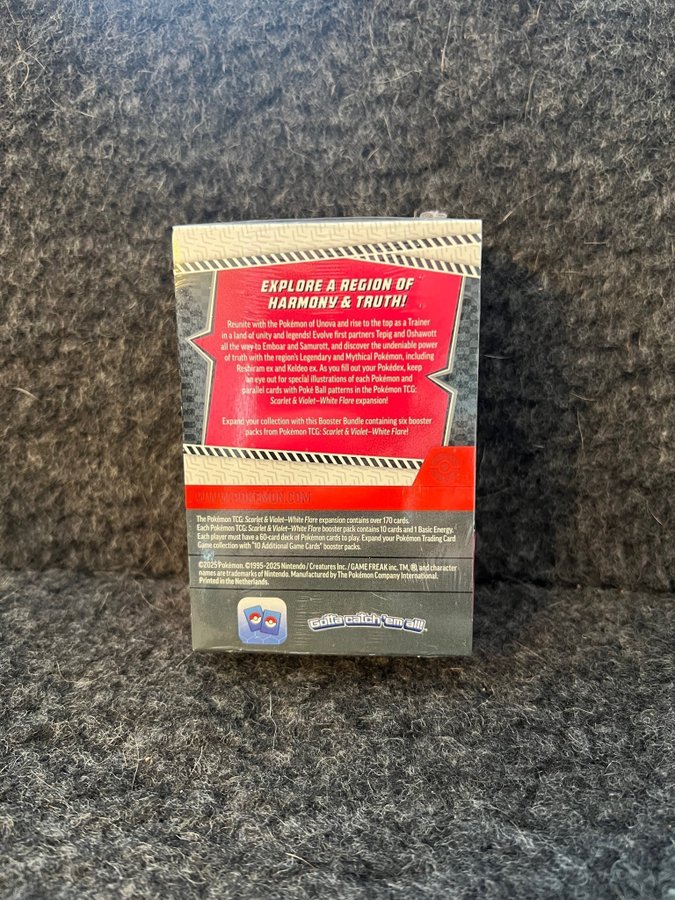 EXPLORE A REGION OF
HARMONY & TRUTH!
Reunite with the Pokémon of Unova and rise to the top as a Trainer
in a land of unity and legends! Evolve first partners Tepig and Oshawott
all the way to Emboar and Samurott, and discover the undeniable power
of truth with the region's Legendary and Mythical Pokémon, including
Reshiram ex and Keldeo ex. As you fill out your Pokédex, keep
an eye out for special illustrations of each Pokémon and
parallel cards with Poké Ball patterns in the Pokémon TCG:
Scarlet & Violet—White Flare expansion!
Expand your collection with this Booster Bundle containing six booster
packs from Pokémon TCG: Scarlet & Violet—White Flare!
WWW.POKEMON.COM
The Pokémon TCG: Scarlet & Violet—White Flare expansion contains over 170 cards.
Each Pokémon TCG: Scarlet & Violet—White Flare booster pack contains 10 cards and 1 Basic Energy.
Each player must have a 60-card deck of Pokémon cards to play. Expand your Pokémon Trading Card
Game collection with "10 Additional Game Cards" booster packs.
©2025 Pokémon. ©1995-2025 Nintendo / Creatures Inc. / GAME FREAK inc. TM, ®, and character
names are trademarks of Nintendo. Manufactured by The Pokémon Company International.
Printed in the Netherlands.
Gotta catch 'em all!™